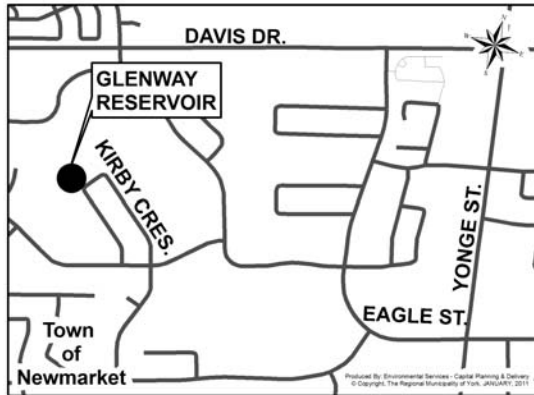 DAVIS DR.
N
W
E
S
GLENWAY
RESERVOIR
KIRBY CRES.
YONGE ST.
EAGLE ST.
Town
of
Newmarket
Produced By: Environmental Services - Capital Planning & Delivery
© Copyright, The Regional Municipality of York, JANUARY, 2011